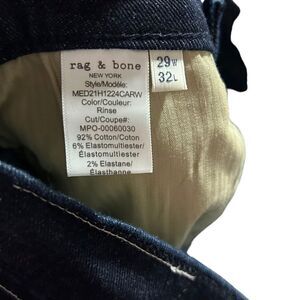 rag & bone
NEW YORK
Style/Modèle:
MED21H1224CARW
Color/Couleur:
Rinse
Cut/Coupe#:
MPO-00060030
92% Cotton/Coton
6% Elastomultiester/
Élastomultiester
2% Elastane/
Élasthanne
29W
32L